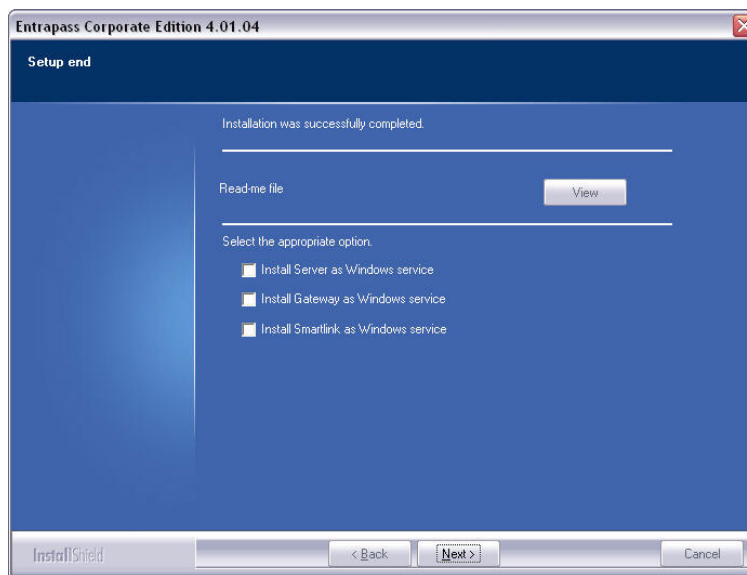 Entrapass Corporate Edition 4.01.04
Setup end
Installation was successfully completed.
Read-me file
View
Select the appropriate option.
Install Server as Windows service
Install Gateway as Windows service
Install Smartlink as Windows service
InstallShield
< Back
Next >
Cancel